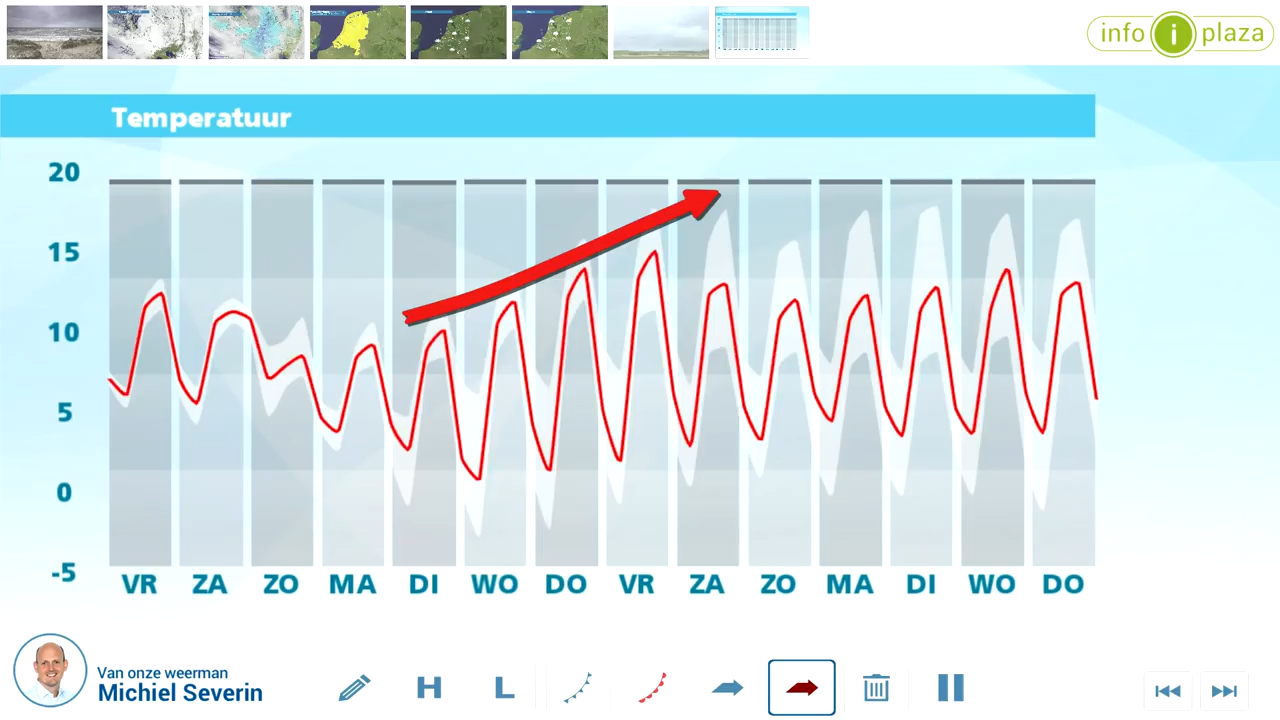 info i plaza
Temperatuur
20
15
10
5
0
-5
VR ZA ZO MA DI WO DO VR ZA ZO MA DI WO DO
Van onze weerman
Michiel Severin
H L